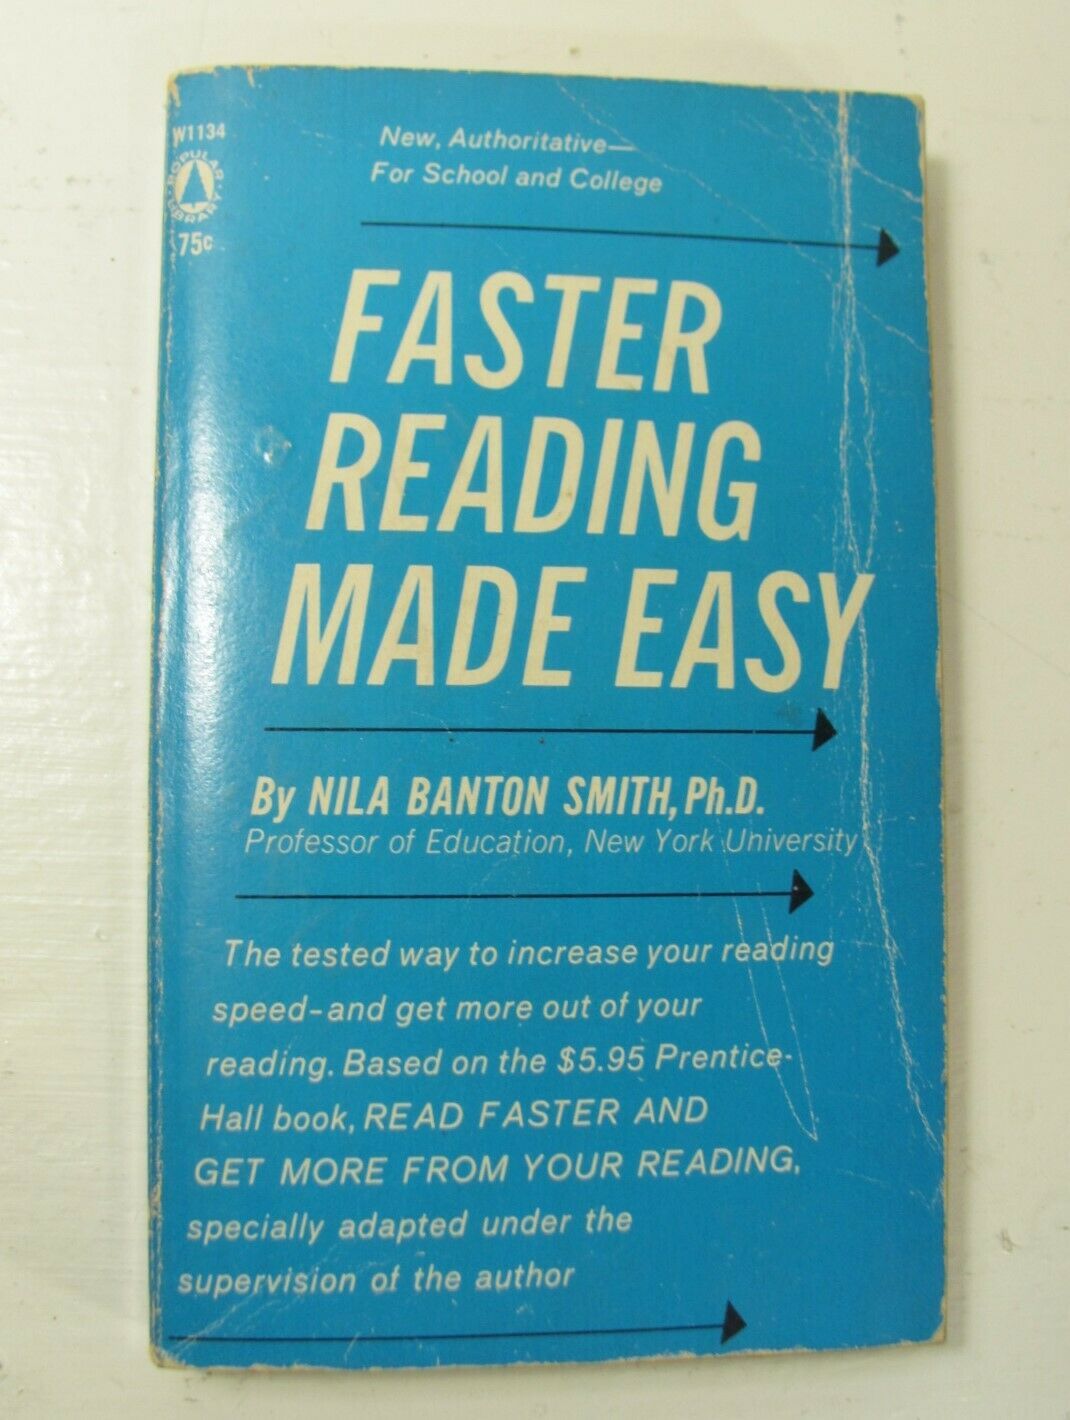 W1134
POPULAR
LIBRARY
75c
New, Authoritative—
For School and College
FASTER
READING
MADE EASY
By NILA BANTON SMITH, Ph.D.
Professor of Education, New York University
The tested way to increase your reading
speed-and get more out of your
reading. Based on the $5.95 Prentice-
Hall book, READ FASTER AND
GET MORE FROM YOUR READING,
specially adapted under the
supervision of the author